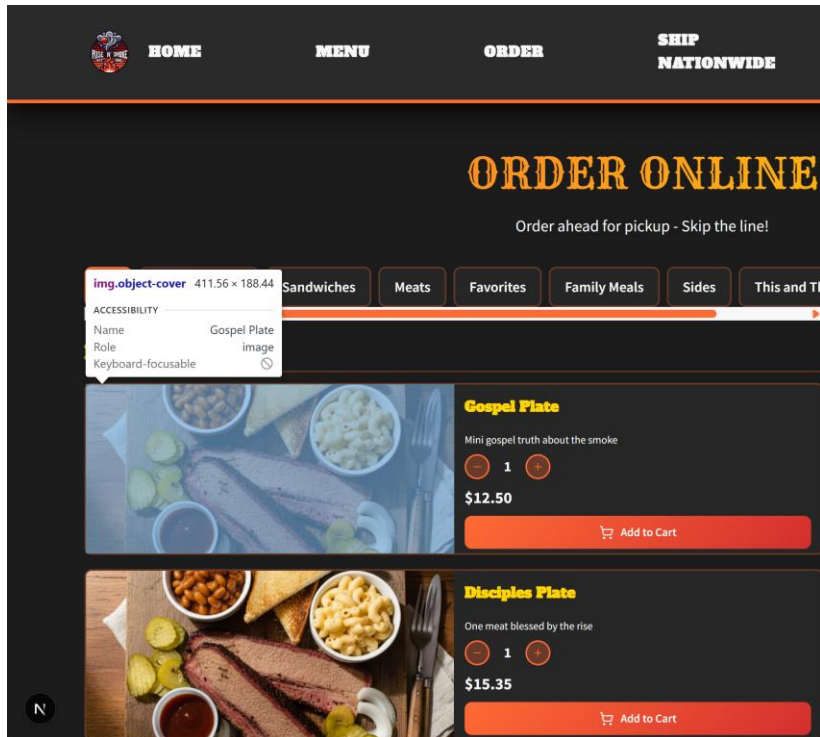 RISE N' SMOKE
HOME
MENU
ORDER
SHIP
NATIONWIDE
ORDER ONLINE
Order ahead for pickup - Skip the line!
Sandwiches
Meats
Favorites
Family Meals
Sides
This and Th
img.object-cover 411.56 × 188.44
ACCESSIBILITY
Name Gospel Plate
Role image
Keyboard-focusable
Gospel Plate
Mini gospel truth about the smoke
− 1 +
$12.50
Add to Cart
Disciples Plate
One meat blessed by the rise
− 1 +
$15.35
Add to Cart
N